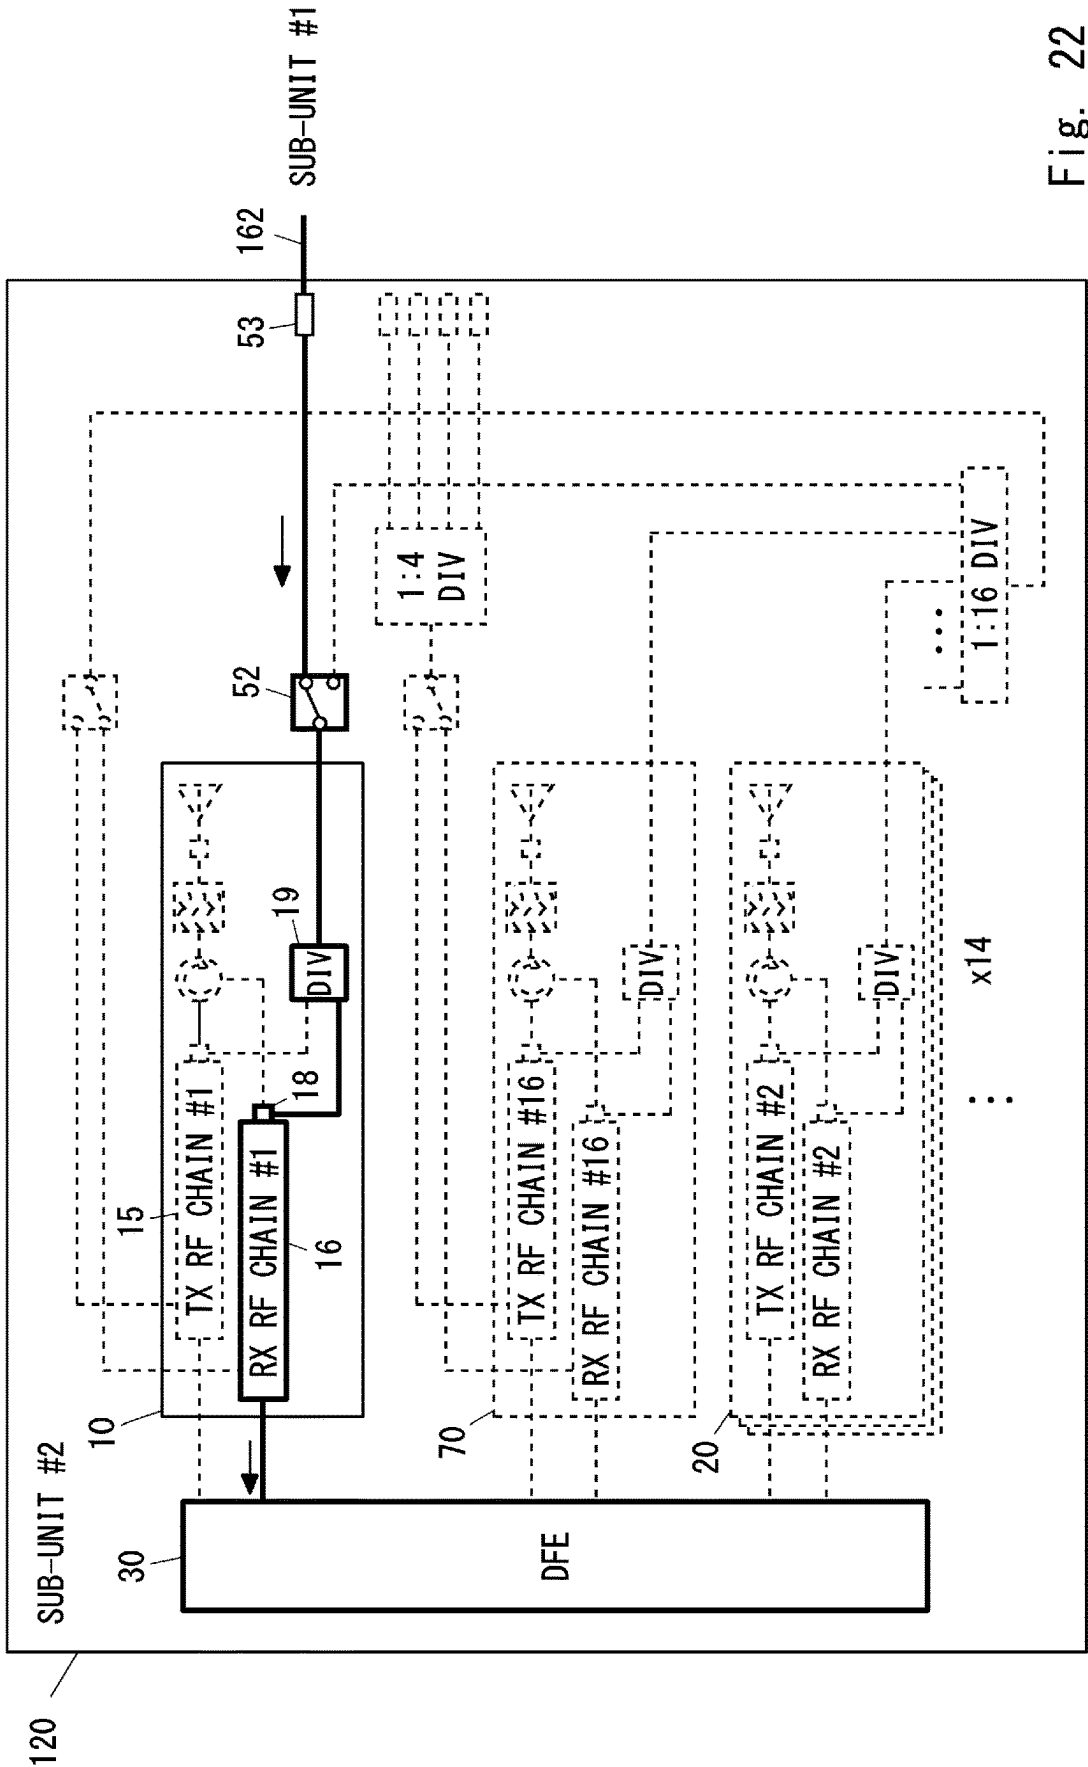 120
SUB-UNIT #2
SUB-UNIT #1
30
DFE
10
15
TX RF CHAIN #1
RX RF CHAIN #1
16
18
19
DIV
52
53
162
1:4
DIV
70
TX RF CHAIN #16
RX RF CHAIN #16
DIV
20
TX RF CHAIN #2
RX RF CHAIN #2
DIV
x14
1:16 DIV
Fig. 22